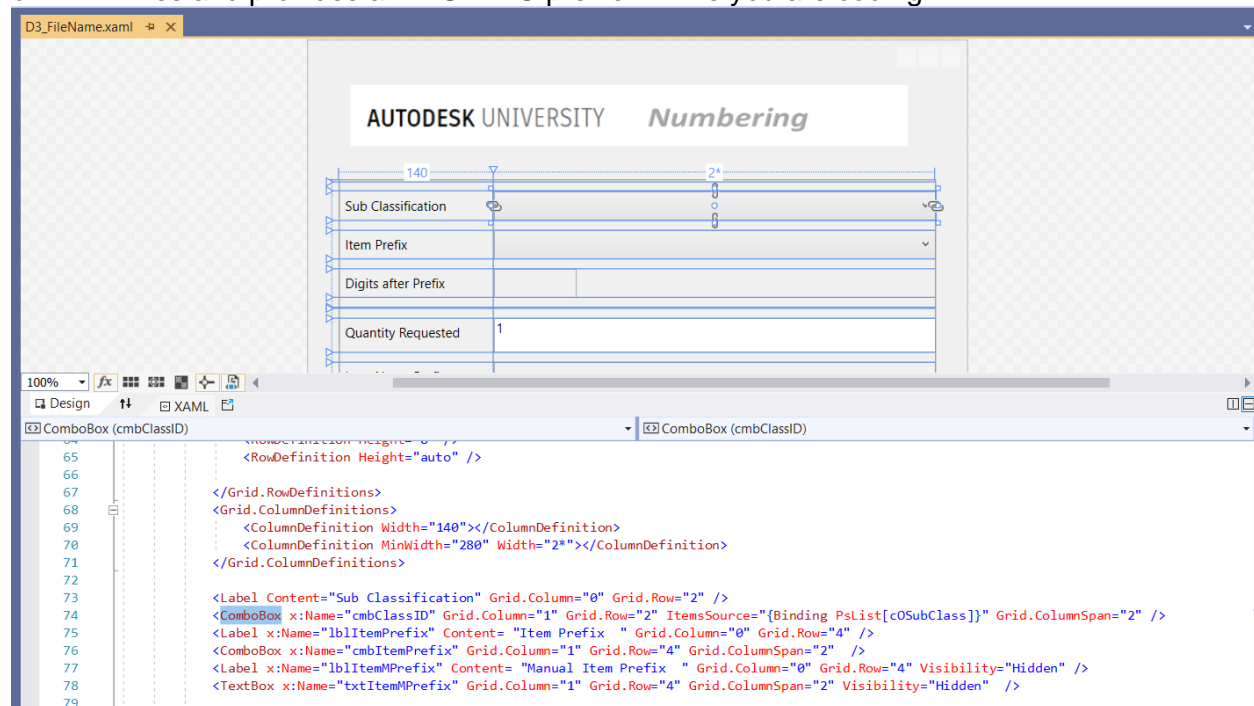 D3_FileName.xaml
AUTODESK UNIVERSITY Numbering
140 2*
Sub Classification
Item Prefix
Digits after Prefix
Quantity Requested 1
100% fx
Design XAML
ComboBox (cmbClassID) ComboBox (cmbClassID)
65 <RowDefinition Height="auto" />
66
67 </Grid.RowDefinitions>
68 <Grid.ColumnDefinitions>
69 <ColumnDefinition Width="140"></ColumnDefinition>
70 <ColumnDefinition MinWidth="280" Width="2*"></ColumnDefinition>
71 </Grid.ColumnDefinitions>
72
73 <Label Content="Sub Classification" Grid.Column="0" Grid.Row="2" />
74 <ComboBox x:Name="cmbClassID" Grid.Column="1" Grid.Row="2" ItemsSource="{Binding PsList[cOSubClass]}" Grid.ColumnSpan="2" />
75 <Label x:Name="lblItemPrefix" Content= "Item Prefix  " Grid.Column="0" Grid.Row="4" />
76 <ComboBox x:Name="cmbItemPrefix" Grid.Column="1" Grid.Row="4" Grid.ColumnSpan="2"  />
77 <Label x:Name="lblItemMPrefix" Content= "Manual Item Prefix  " Grid.Column="0" Grid.Row="4" Visibility="Hidden" />
78 <TextBox x:Name="txtItemMPrefix" Grid.Column="1" Grid.Row="4" Grid.ColumnSpan="2" Visibility="Hidden"  />
79